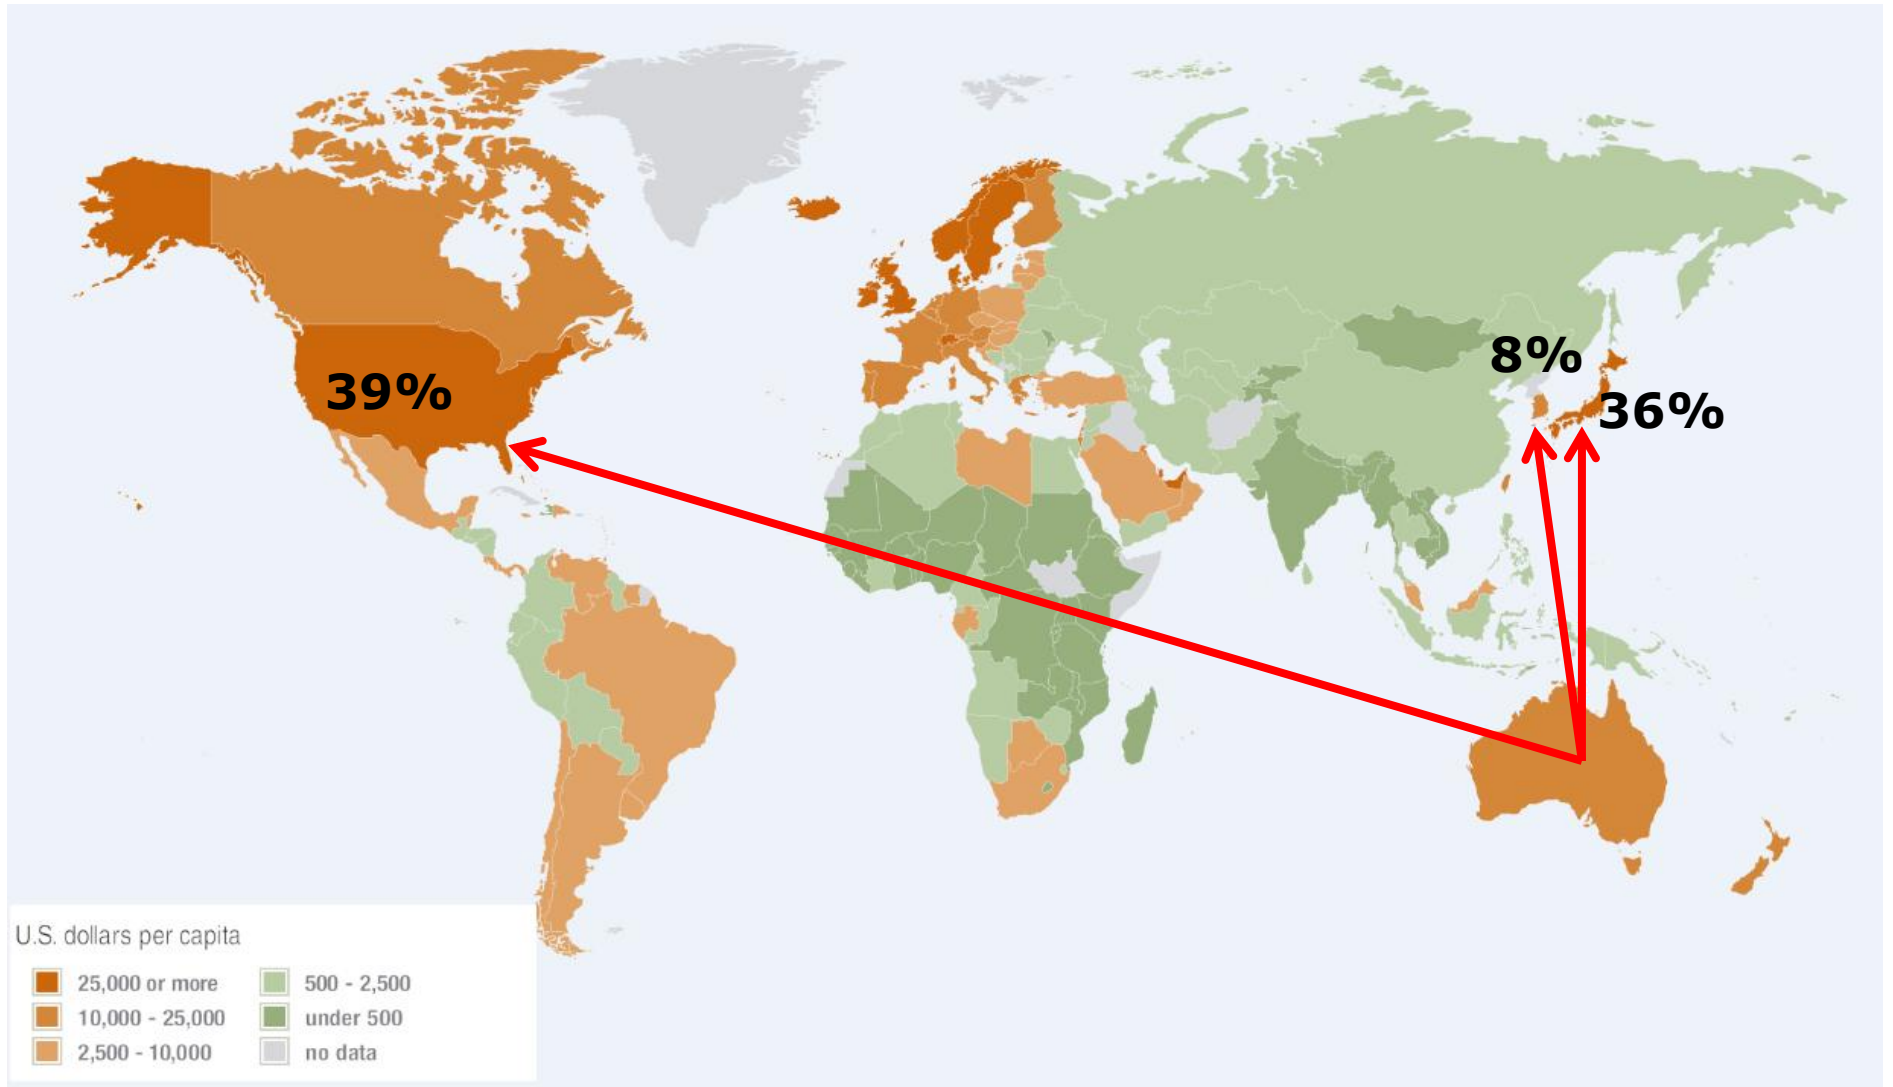 8%
39%
36%
U.S. dollars per capita
25,000 or more
10,000 - 25,000
2,500 - 10,000
500 - 2,500
under 500
no data